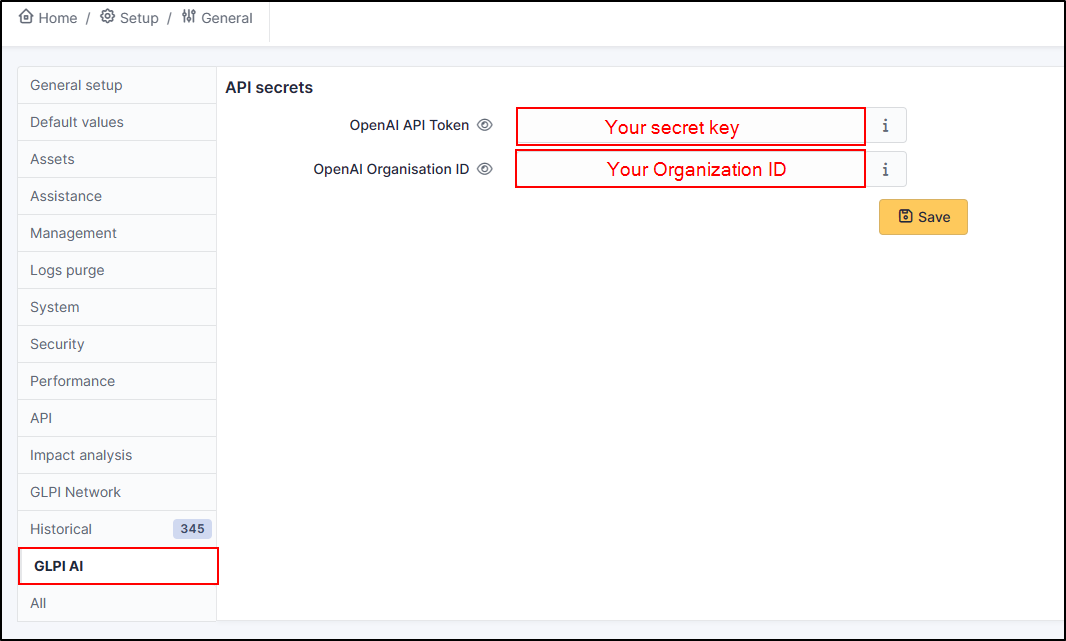 Home / Setup / General
General setup
Default values
Assets
Assistance
Management
Logs purge
System
Security
Performance
API
Impact analysis
GLPI Network
Historical 345
GLPI AI
All
API secrets
OpenAI API Token Your secret key i
OpenAI Organisation ID Your Organization ID i
Save